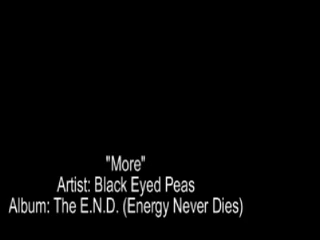 "More"
Artist: Black Eyed Peas
Album: The E.N.D. (Energy Never Dies)